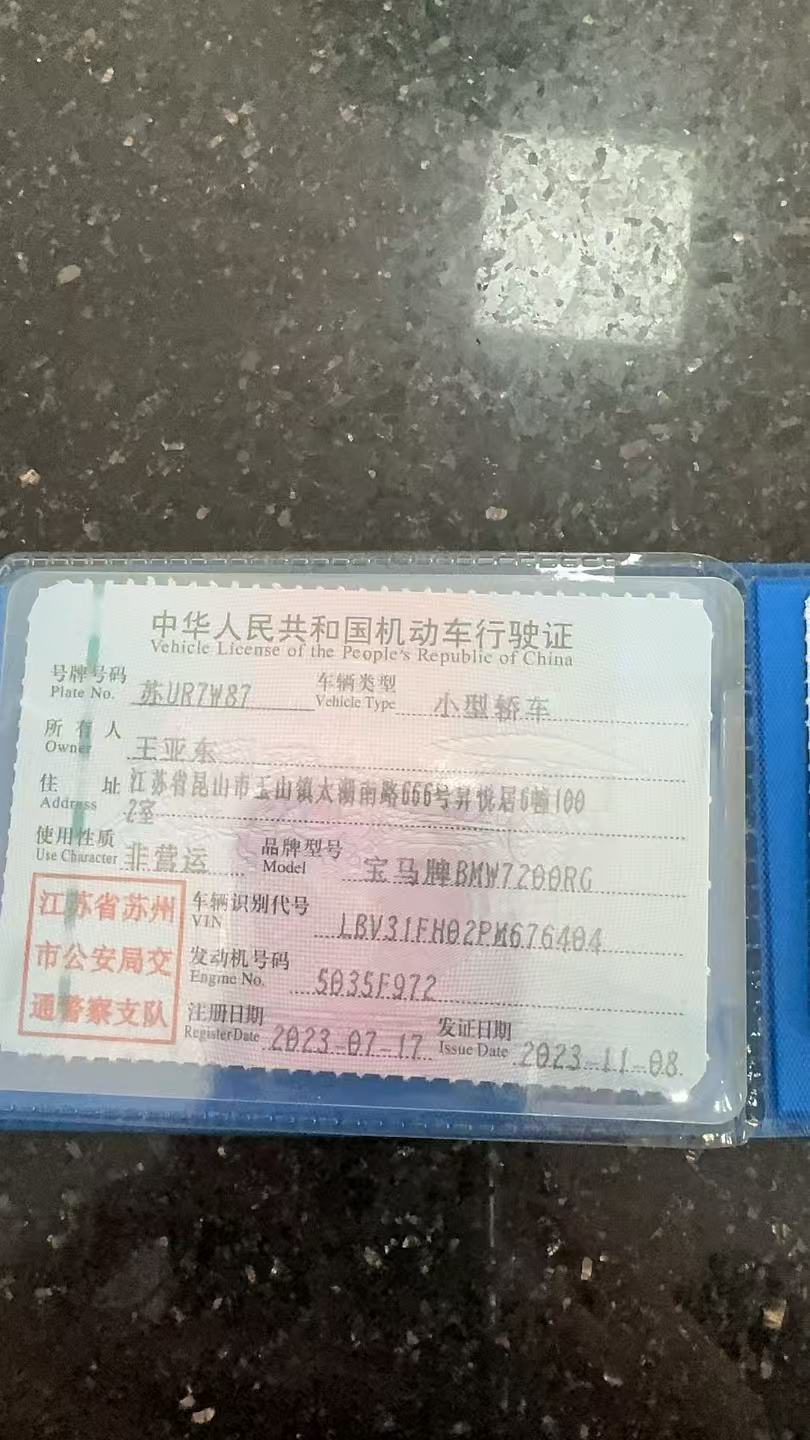 中华人民共和国机动车行驶证
Vehicle License of the People's Republic of China
号牌号码 苏UR7W87 车辆类型 小型轿车
Plate No. Vehicle Type
所有人 王亚东
Owner
住址 江苏省昆山市玉山镇太湖南路666号昇悦居6幢100
Address 2室
使用性质 非营运 品牌型号 宝马牌BMW7200RG
Use Character Model
江苏省苏州
市公安局交
通警察支队
车辆识别代号 LBV31FH02PM676404
VIN
发动机号码 5035F972
Engine No.
注册日期 2023-07-17 发证日期 2023-11-08
Register Date Issue Date